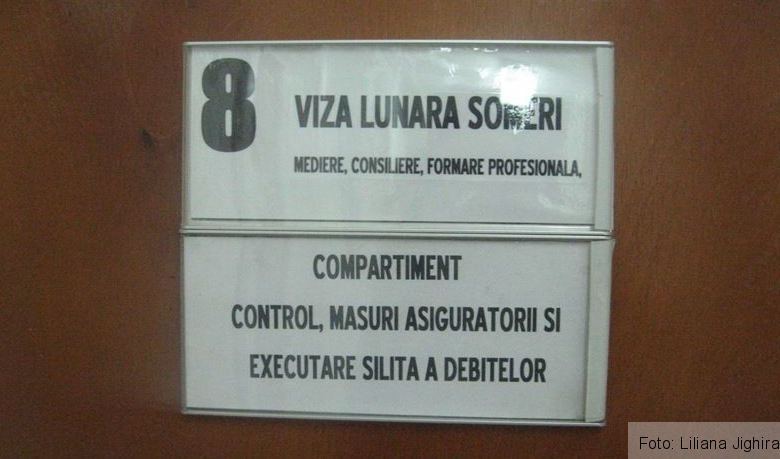 8
VIZA LUNARA SOMERI
MEDIERE, CONSILIERE, FORMARE PROFESIONALA,
COMPARTIMENT
CONTROL, MASURI ASIGURATORII SI
EXECUTARE SILITA A DEBITELOR
Foto: Liliana Jighira